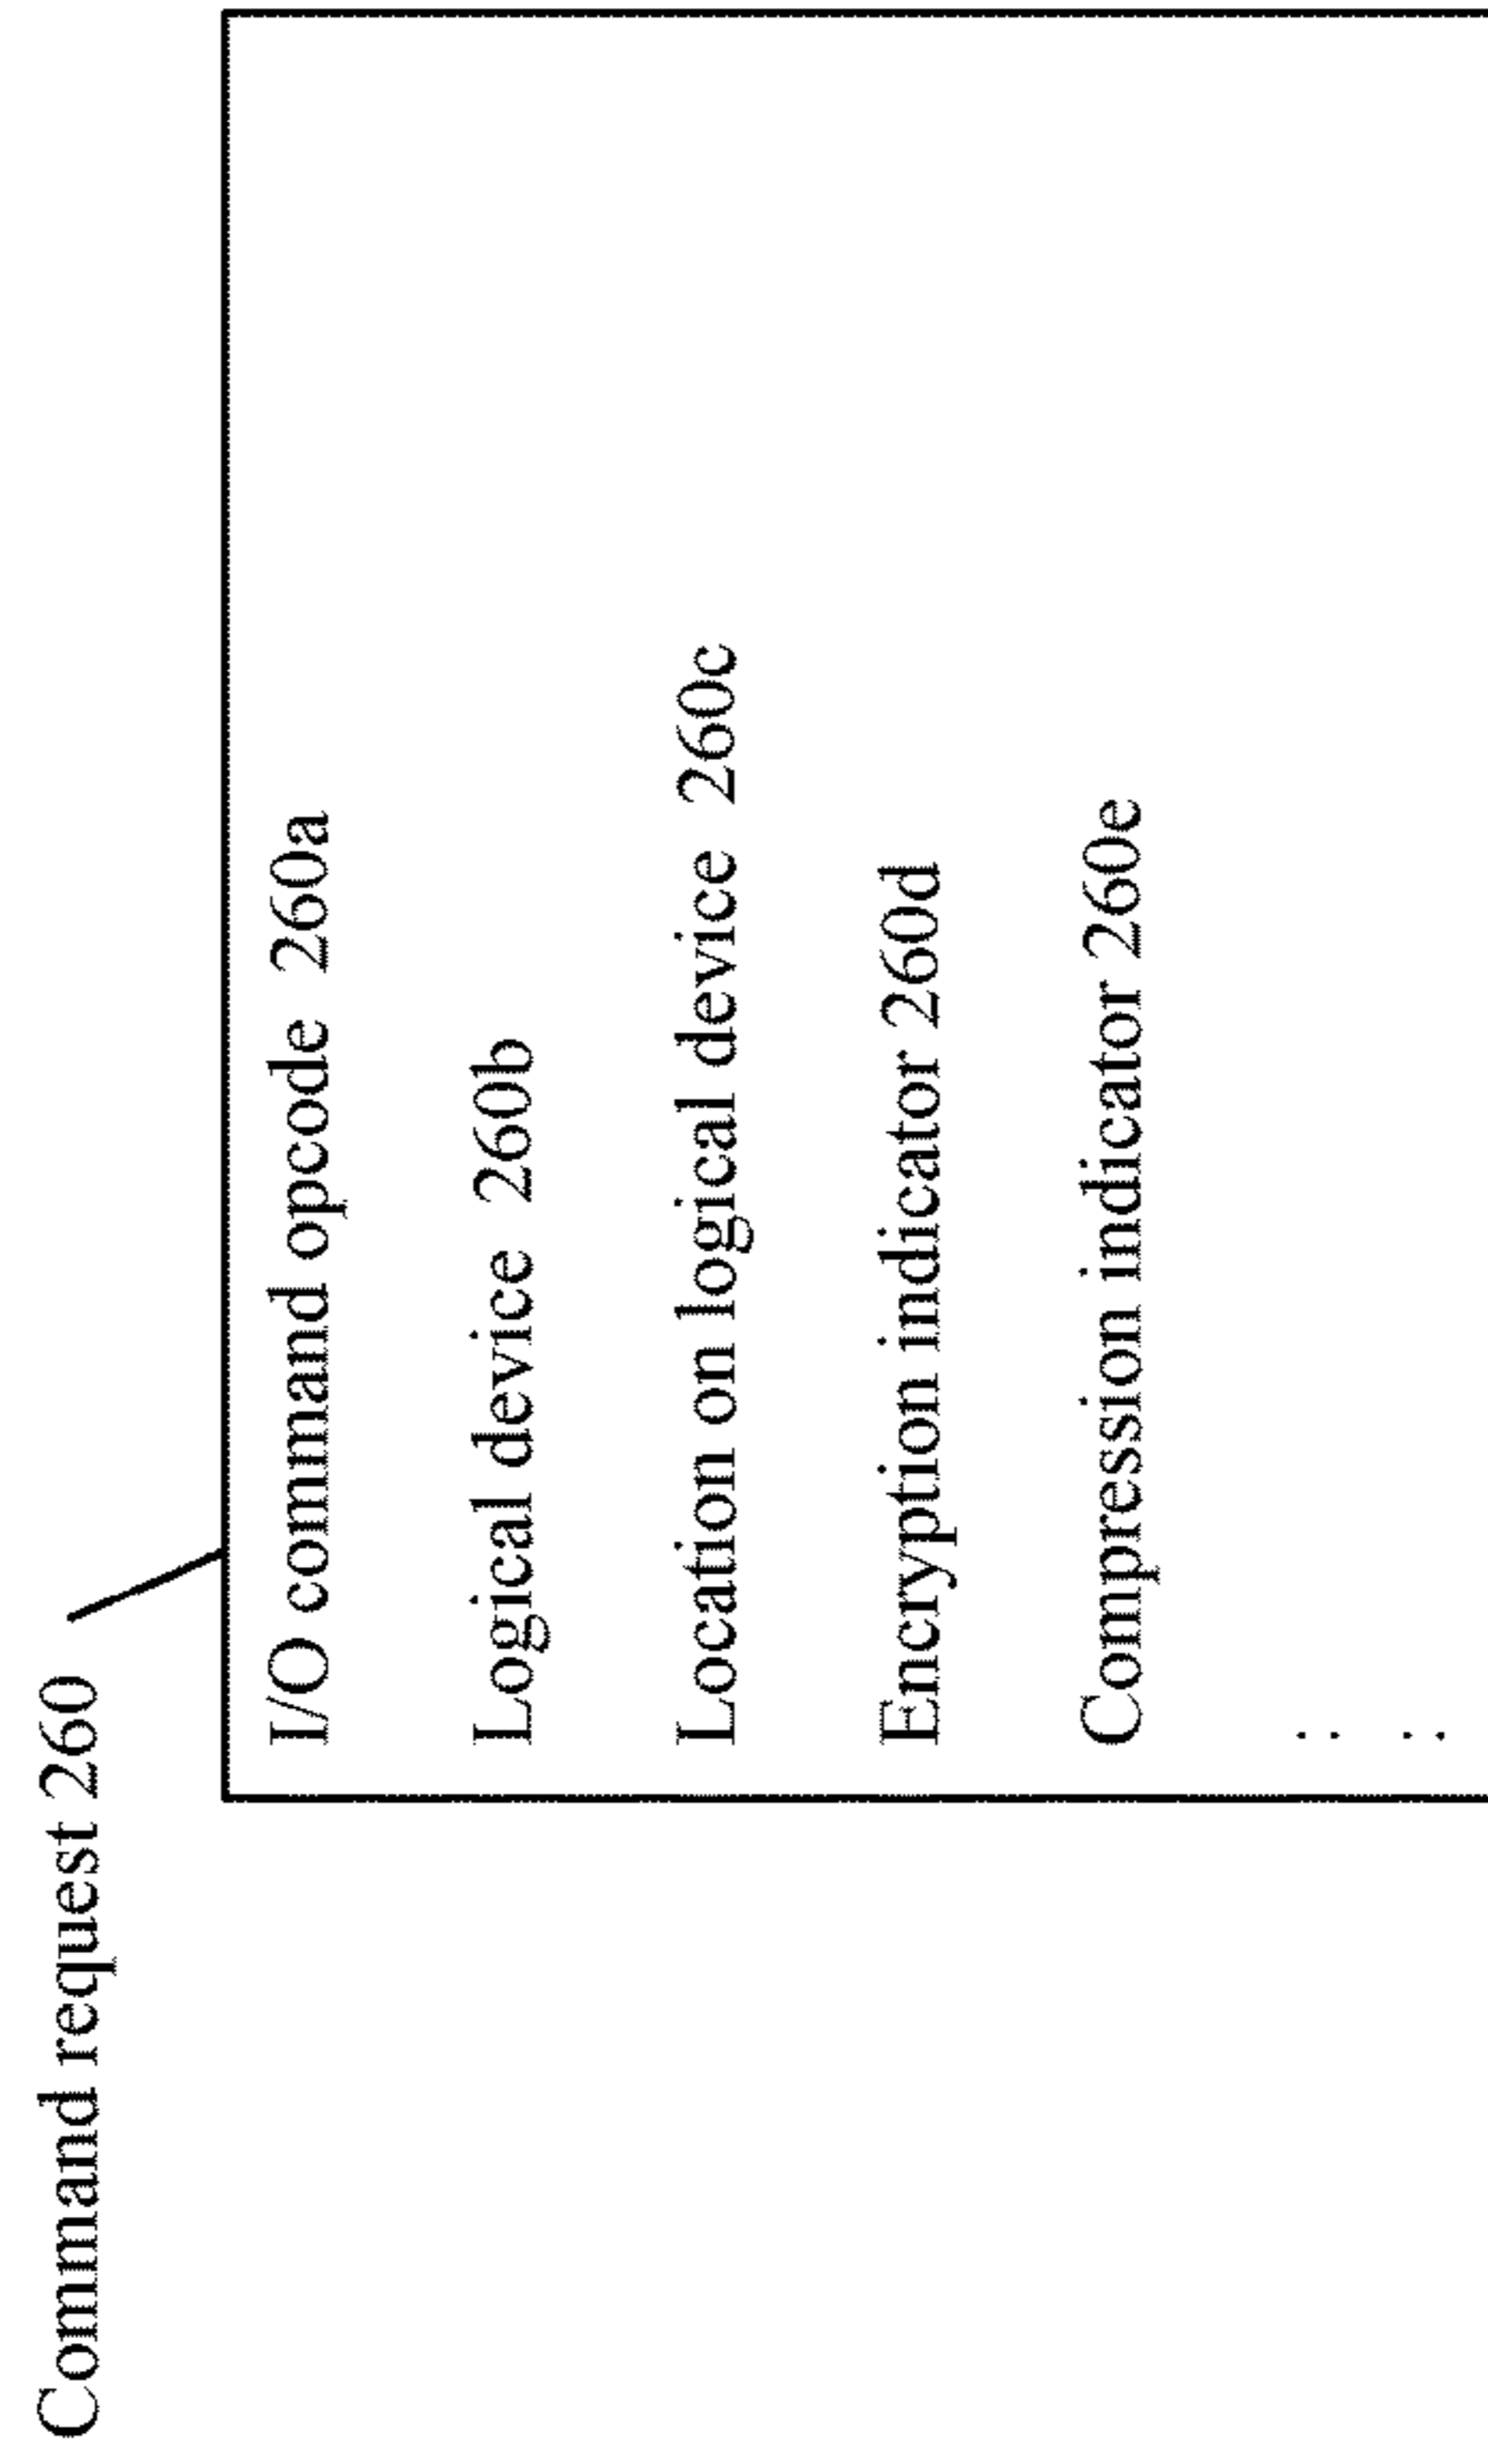 Command request 260
I/O command opcode 260a
Logical device 260b
Location on logical device 260c
Encryption indicator 260d
Compression indicator 260e
: :